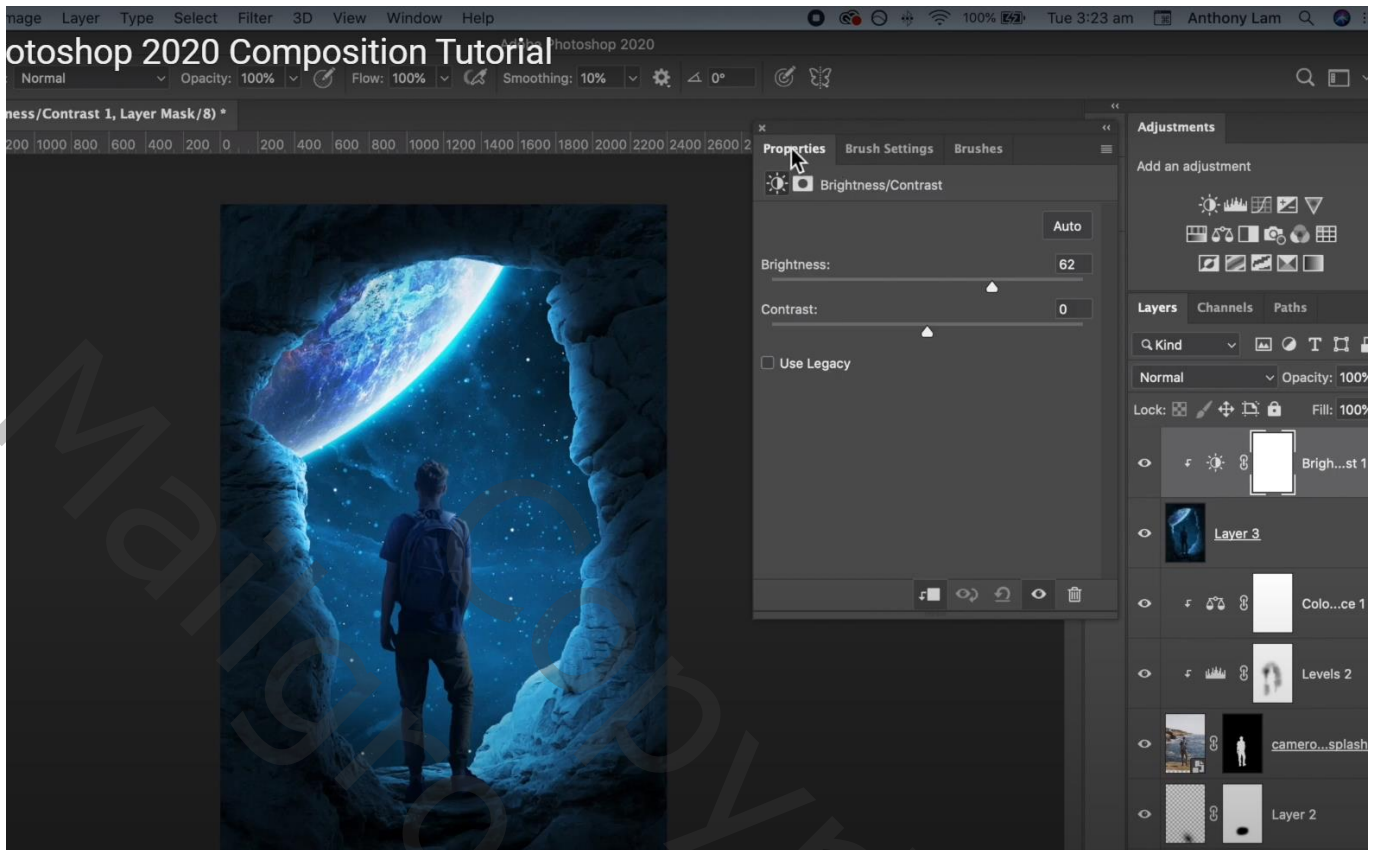 mage Layer Type Select Filter 3D View Window Help 100% Tue 3:23 am Anthony Lam
otoshop 2020 Composition Tutorial
Photoshop 2020
: Normal Opacity: 100% Flow: 100% Smoothing: 10% 0°
ness/Contrast 1, Layer Mask/8) *
200 1000 800 600 400 200 0 200 400 600 800 1000 1200 1400 1600 1800 2000 2200 2400 2600 2
Properties Brush Settings Brushes
Brightness/Contrast
Auto
Brightness: 62
Contrast: 0
Use Legacy
Adjustments
Add an adjustment
Layers Channels Paths
Kind
Normal Opacity: 100%
Lock: Fill: 100%
Brigh...st 1
Layer 3
Colo...ce 1
Levels 2
camero...splash
Layer 2